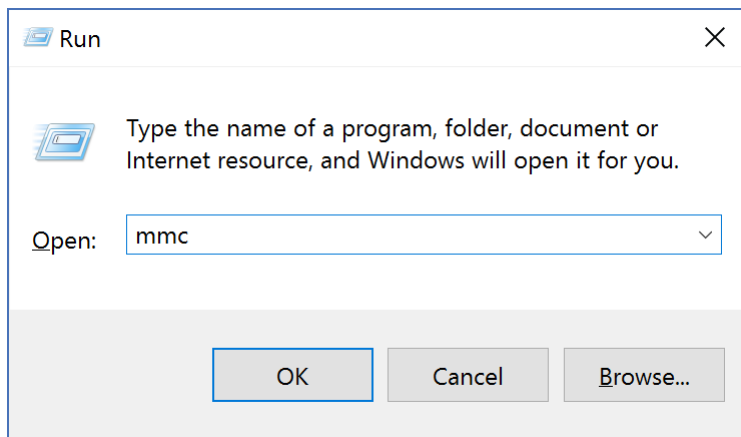 Run
Type the name of a program, folder, document or
Internet resource, and Windows will open it for you.
Open: mmc
OK Cancel Browse...